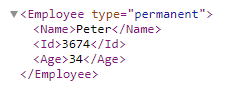 <Employee type="permanent">
<Name>Peter</Name>
<Id>3674</Id>
<Age>34</Age>
</Employee>